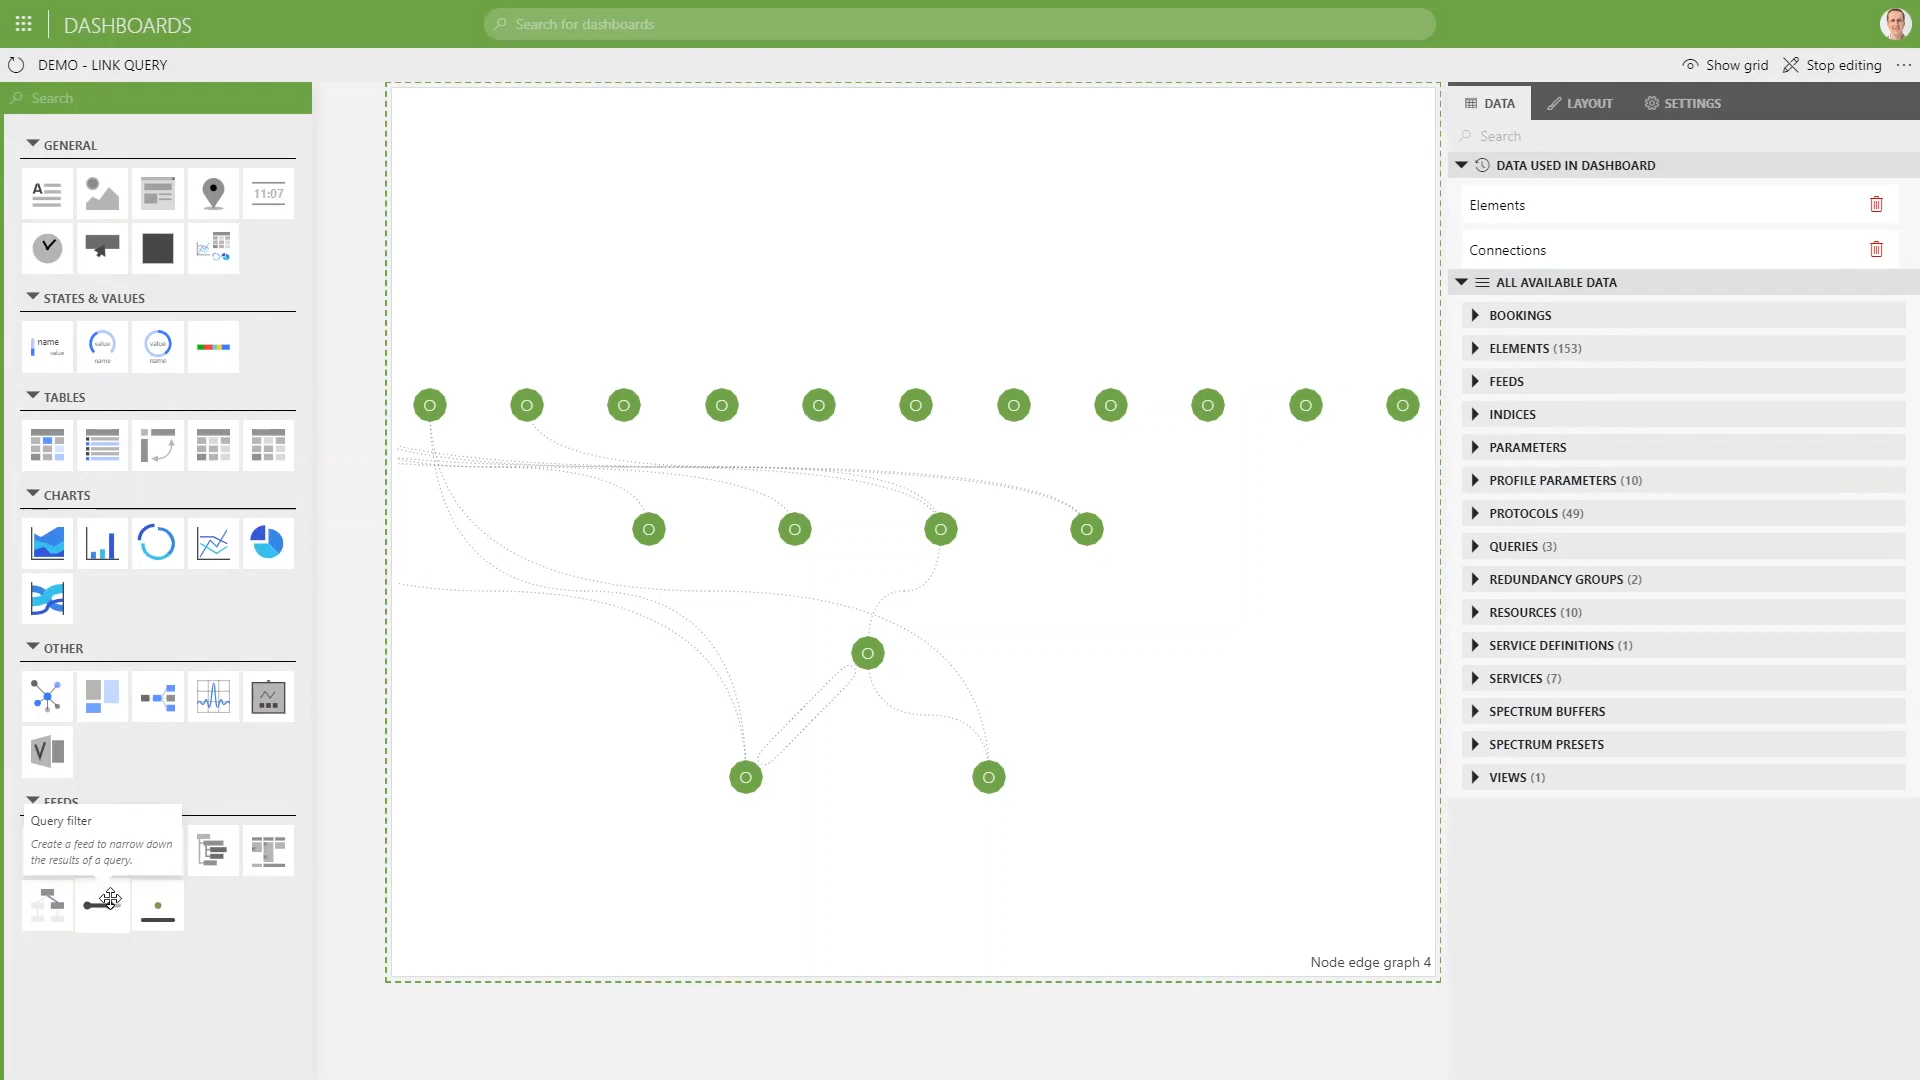 DASHBOARDS
Search for dashboards
DEMO - LINK QUERY
Show grid
Stop editing
Search
GENERAL
A
11:07
STATES & VALUES
name
value
value
name
value
name
TABLES
CHARTS
OTHER
V
FEEDS
Query filter
Create a feed to narrow down
the results of a query.
Node edge graph 4
DATA
LAYOUT
SETTINGS
Search
DATA USED IN DASHBOARD
Elements
Connections
ALL AVAILABLE DATA
BOOKINGS
ELEMENTS (153)
FEEDS
INDICES
PARAMETERS
PROFILE PARAMETERS (10)
PROTOCOLS (49)
QUERIES (3)
REDUNDANCY GROUPS (2)
RESOURCES (10)
SERVICE DEFINITIONS (1)
SERVICES (7)
SPECTRUM BUFFERS
SPECTRUM PRESETS
VIEWS (1)